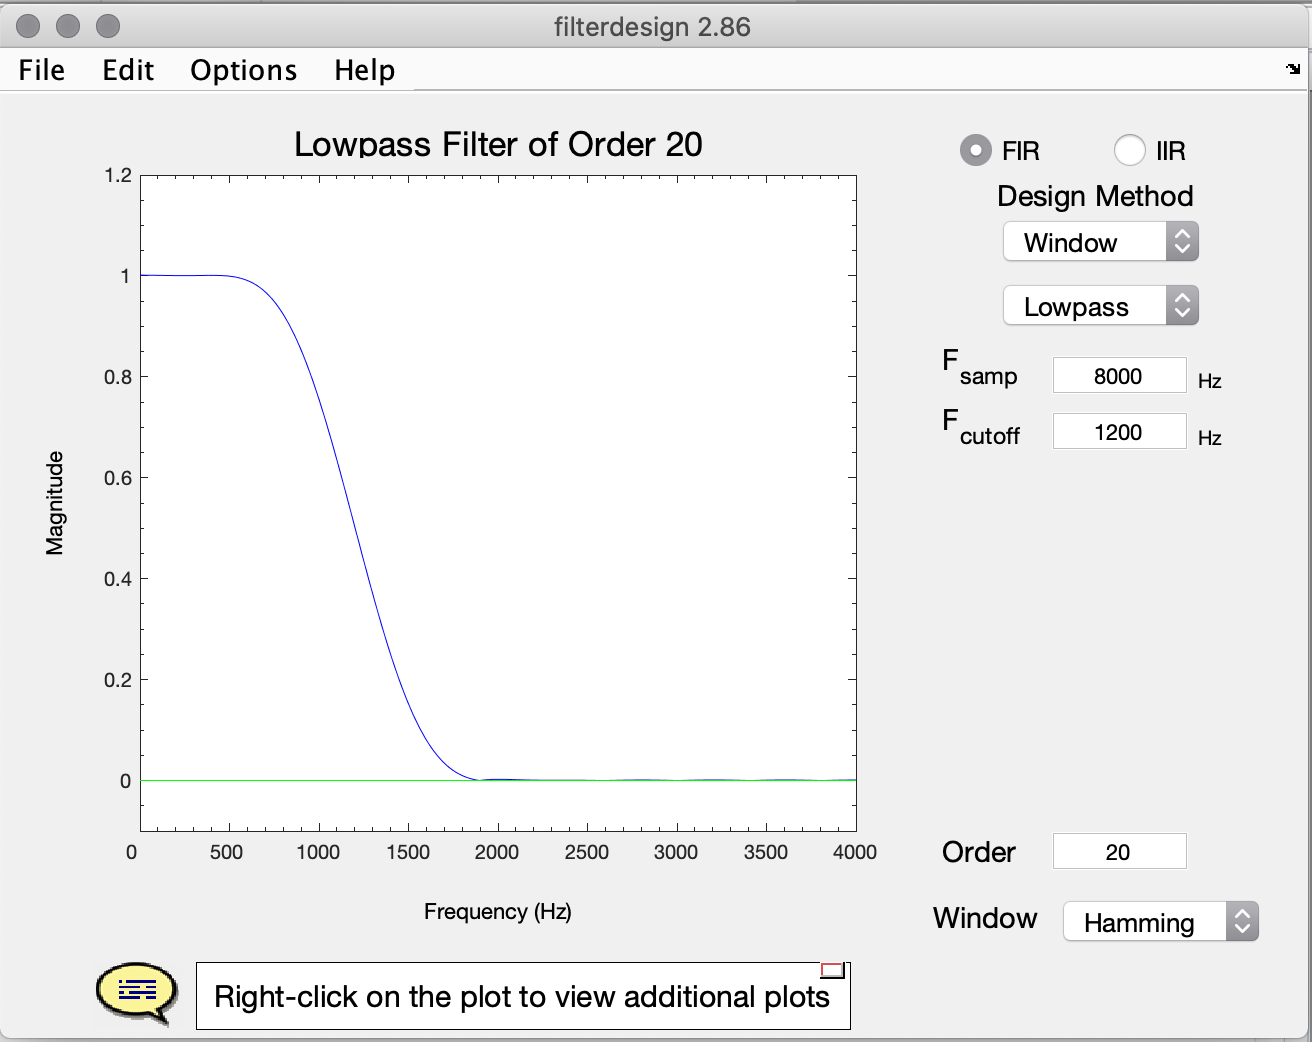 filterdesign 2.86
File Edit Options Help
Lowpass Filter of Order 20
FIR IIR
Design Method
Window
Lowpass
F samp 8000 Hz
F cutoff 1200 Hz
1.2
1
0.8
0.6
0.4
0.2
0
Magnitude
0 500 1000 1500 2000 2500 3000 3500 4000
Frequency (Hz)
Order 20
Window Hamming
Right-click on the plot to view additional plots